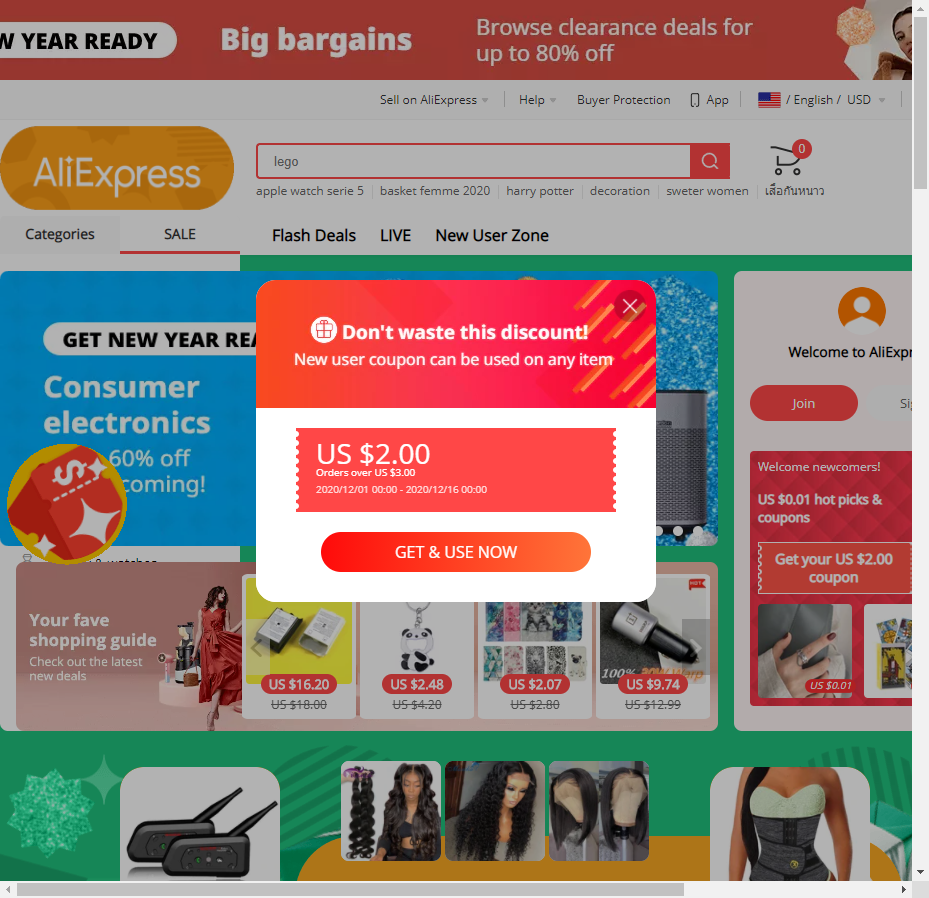 W YEAR READY
Big bargains
Browse clearance deals for
up to 80% off
Sell on AliExpress
Help
Buyer Protection
App
/ English / USD
AliExpress
lego
0
apple watch serie 5
basket femme 2020
harry potter
decoration
sweter women
เสื้อกันหนาว
Categories
SALE
Flash Deals
LIVE
New User Zone
GET NEW YEAR REA
Consumer
electronics
60% off
coming!
Don't waste this discount!
New user coupon can be used on any item
US $2.00
Orders over US $3.00
2020/12/01 00:00 - 2020/12/16 00:00
GET & USE NOW
Welcome to AliExpr
Join
Sig
Welcome newcomers!
US $0.01 hot picks &
coupons
Get your US $2.00
coupon
US $0.01
Your fave
shopping guide
Check out the latest
new deals
HOT
100%
US $16.20
US $18.00
US $2.48
US $4.20
US $2.07
US $2.80
US $9.74
US $12.99